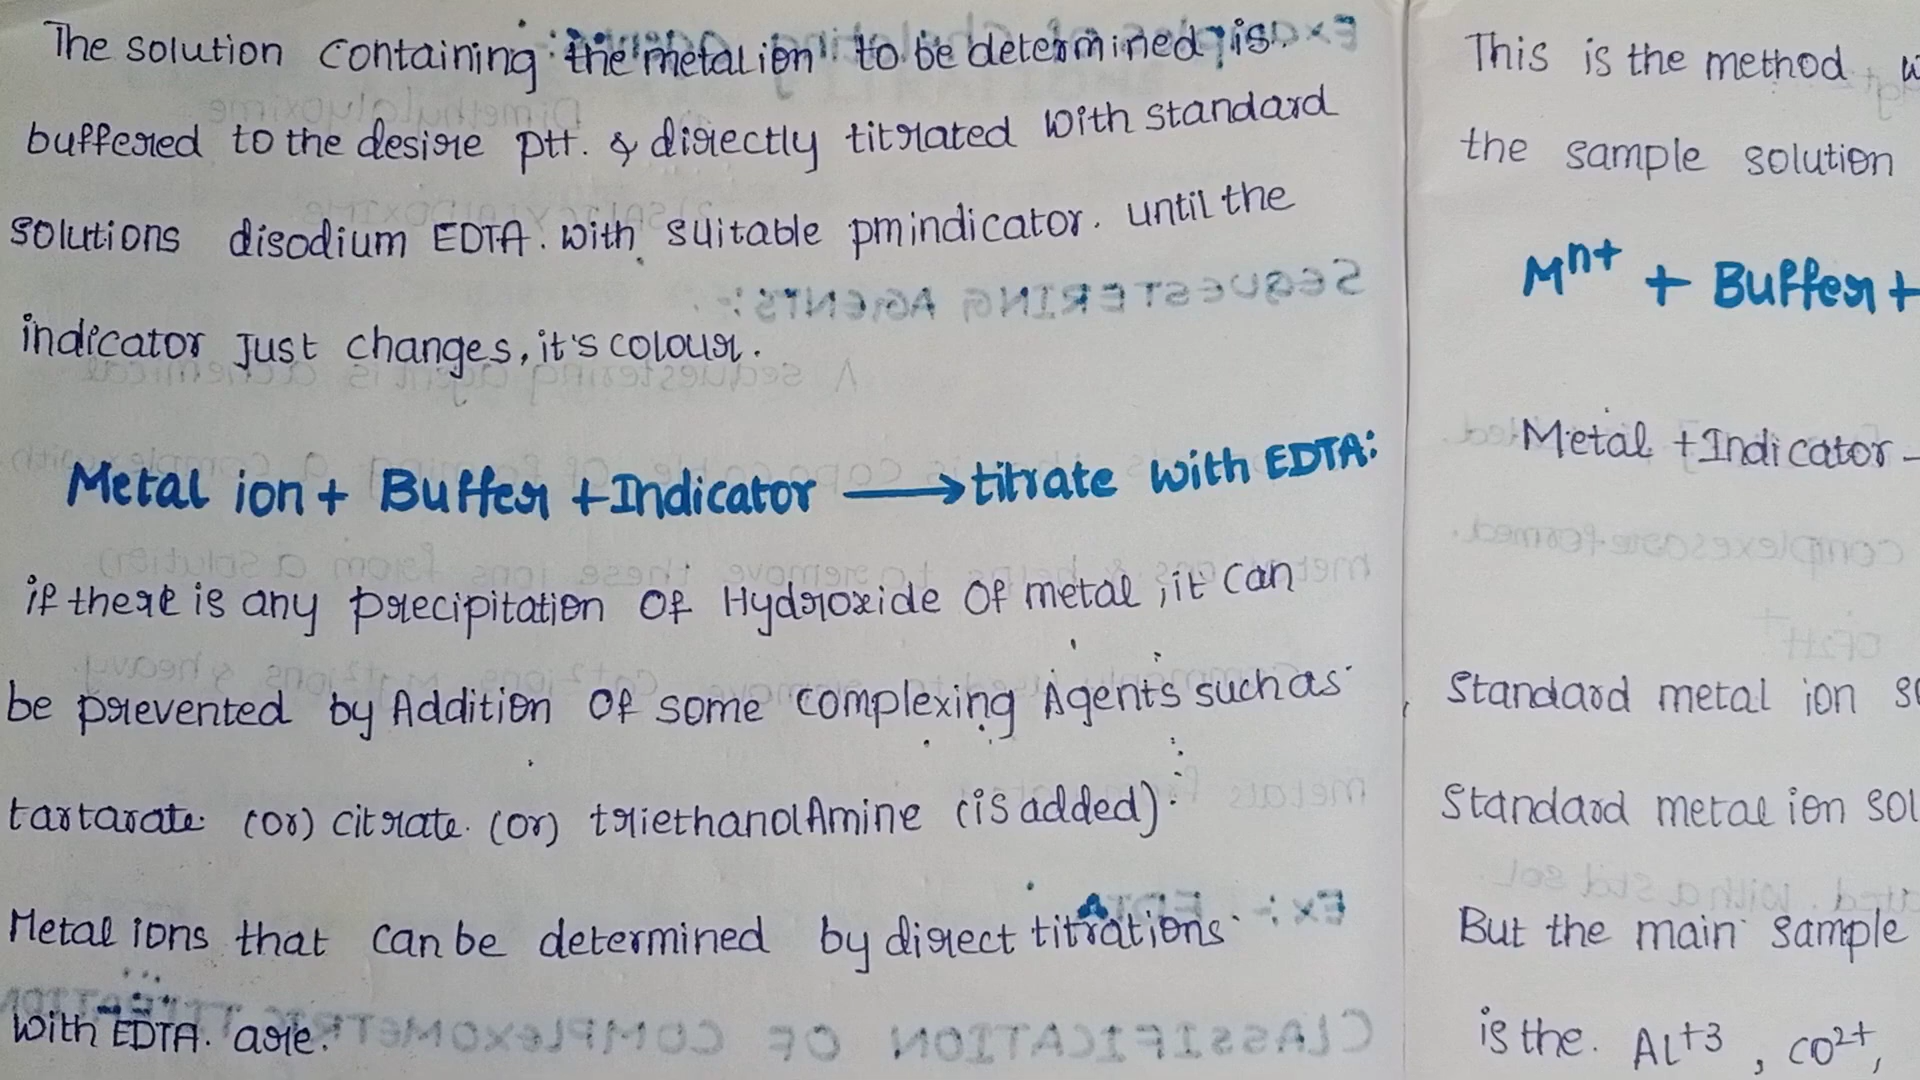 The solution containing the metal ion to be determined is
buffered to the desire pH. & directly titrated with standard
solutions disodium EDTA. with suitable pmindicator. until the
indicator Just changes, it's colour.
Metal ion + Buffer + Indicator ⟶ titrate with EDTA:
if there is any precipitation of Hydroxide of metal, it can
be prevented by Addition of some complexing Agents such as
tartarate (or) citrate. (or) triethanolAmine (is added).
Metal ions that can be determined by direct titrations
with EDTA. are.
This is the method
the sample solution
Mⁿ⁺ + Buffer +
Metal + Indicator
Standard metal ion
Standard metal ion sol
But the main sample
is the. Al⁺³, CO²⁺,